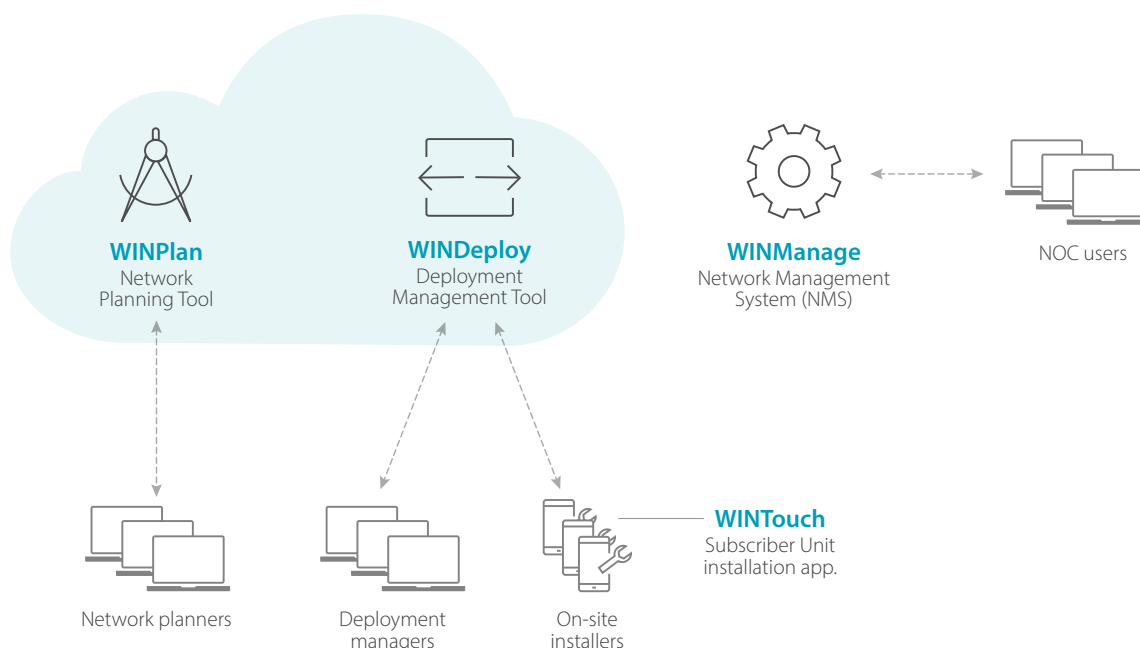 WINPlan
Network
Planning Tool
WINDeploy
Deployment
Management Tool
WINManage
Network Management
System (NMS)
NOC users
WINTouch
Subscriber Unit
installation app.
Network planners
Deployment
managers
On-site
installers